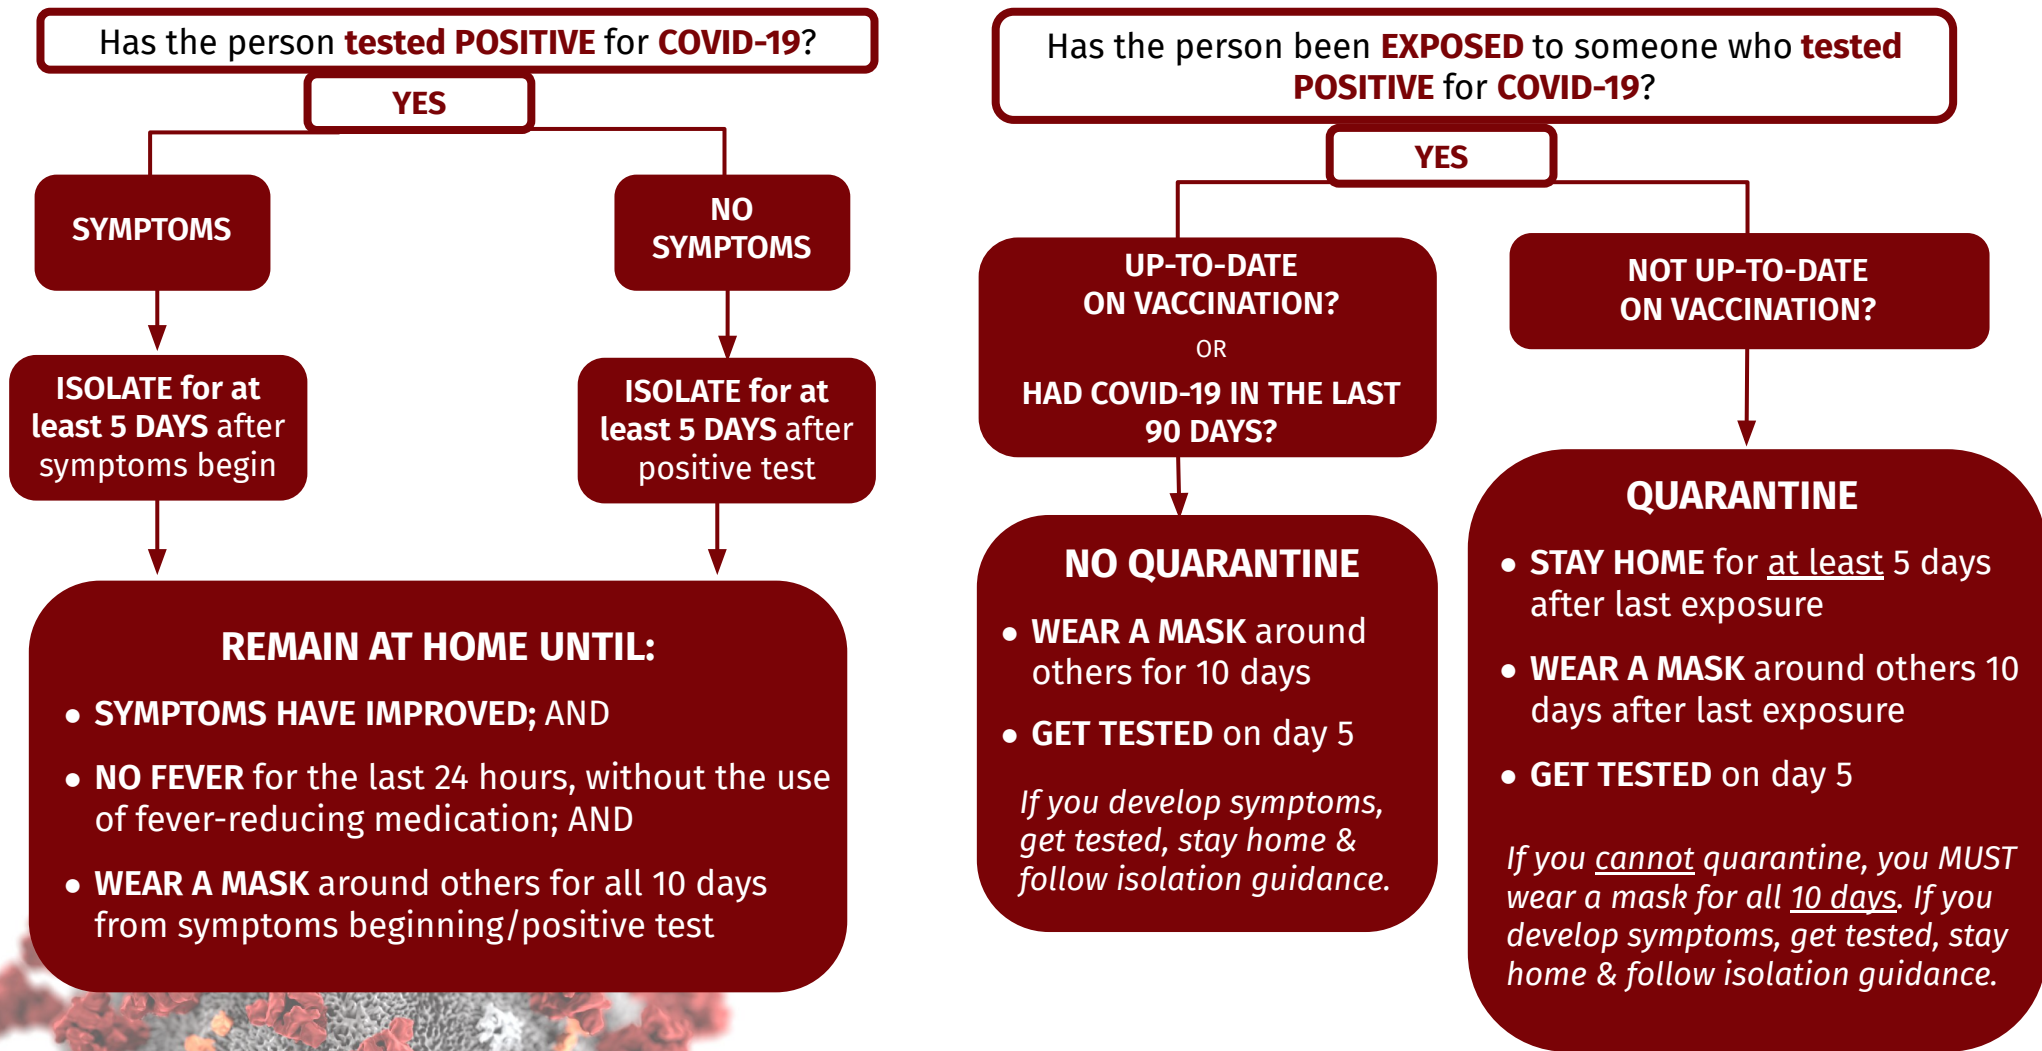 Has the person tested POSITIVE for COVID-19?
YES
SYMPTOMS
NO
SYMPTOMS
ISOLATE for at
least 5 DAYS after
symptoms begin
ISOLATE for at
least 5 DAYS after
positive test
REMAIN AT HOME UNTIL:
• SYMPTOMS HAVE IMPROVED; AND
• NO FEVER for the last 24 hours, without the use
of fever-reducing medication; AND
• WEAR A MASK around others for all 10 days
from symptoms beginning/positive test
Has the person been EXPOSED to someone who tested
POSITIVE for COVID-19?
YES
UP-TO-DATE
ON VACCINATION?
OR
HAD COVID-19 IN THE LAST
90 DAYS?
NO QUARANTINE
• WEAR A MASK around
others for 10 days
• GET TESTED on day 5
If you develop symptoms,
get tested, stay home &
follow isolation guidance.
NOT UP-TO-DATE
ON VACCINATION?
QUARANTINE
• STAY HOME for at least 5 days
after last exposure
• WEAR A MASK around others 10
days after last exposure
• GET TESTED on day 5
If you cannot quarantine, you MUST
wear a mask for all 10 days. If you
develop symptoms, get tested, stay
home & follow isolation guidance.